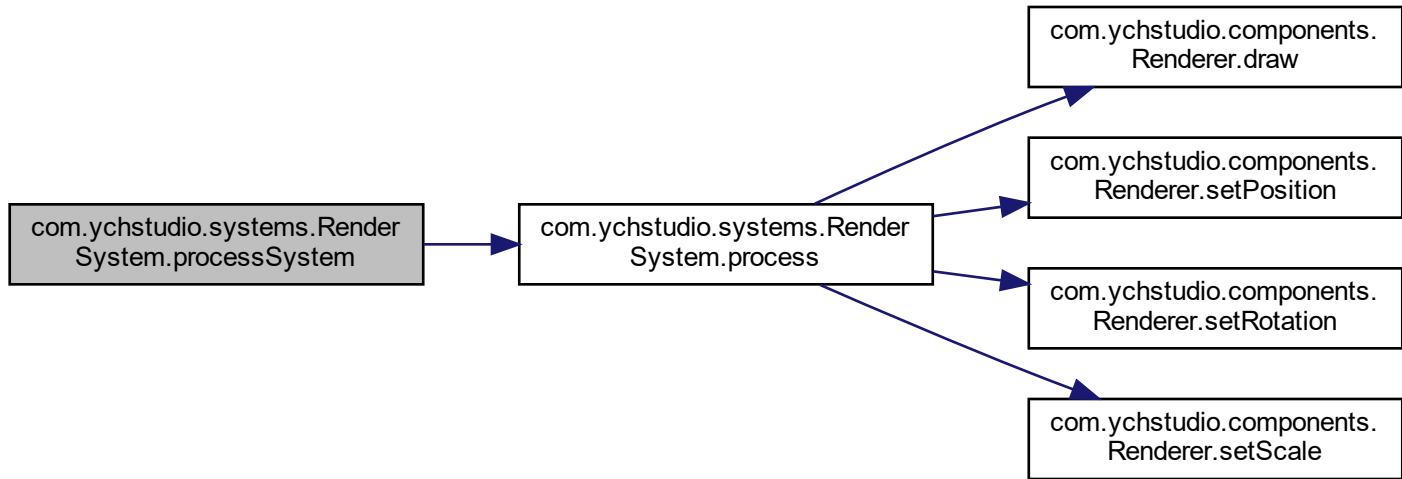 com.ychstudio.systems.Render
System.processSystem
com.ychstudio.systems.Render
System.process
com.ychstudio.components.
Renderer.draw
com.ychstudio.components.
Renderer.setPosition
com.ychstudio.components.
Renderer.setRotation
com.ychstudio.components.
Renderer.setScale